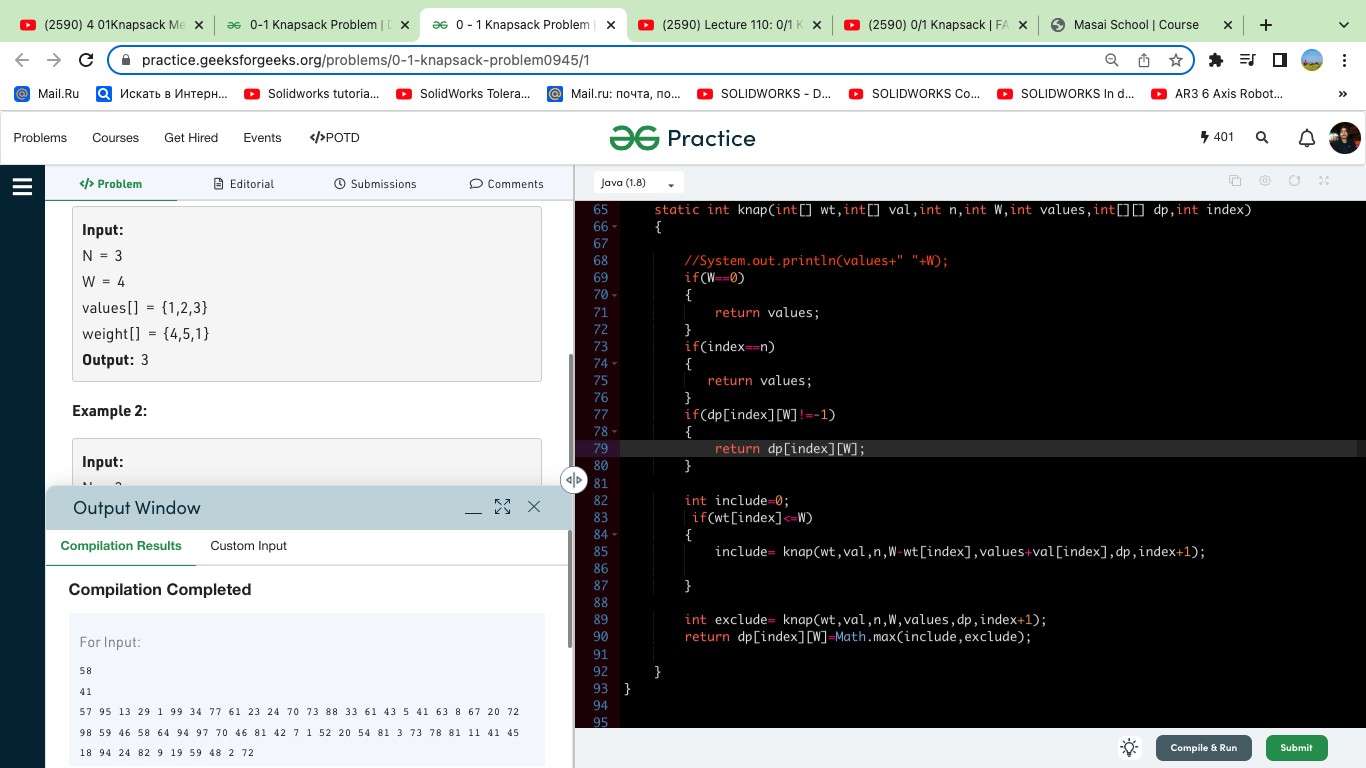 (2590) 4 01Knapsack Me
0-1 Knapsack Problem | D
0 - 1 Knapsack Problem |
(2590) Lecture 110: 0/1 K
(2590) 0/1 Knapsack | FA
Masai School | Course
practice.geeksforgeeks.org/problems/0-1-knapsack-problem0945/1
Mail.Ru
Искать в Интерн...
Solidworks tutoria...
SolidWorks Tolera...
Mail.ru: почта, по...
SOLIDWORKS - D...
SOLIDWORKS Co...
SOLIDWORKS In d...
AR3 6 Axis Robot...
»
Problems
Courses
Get Hired
Events
</>POTD
Practice
401
</> Problem
Editorial
Submissions
Comments
Java (1.8)
Input:
N = 3
W = 4
values[] = {1,2,3}
weight[] = {4,5,1}
Output: 3
Example 2:
Input:
Output Window
Compilation Results
Custom Input
Compilation Completed
For Input:
58
41
57 95 13 29 1 99 34 77 61 23 24 70 73 88 33 61 43 5 41 63 8 67 20 72
98 59 46 58 64 94 97 70 46 81 42 7 1 52 20 54 81 3 73 78 81 11 41 45
18 94 24 82 9 19 59 48 2 72
65 static int knap(int[] wt,int[] val,int n,int W,int values,int[][] dp,int index)
66 {
67
68 //System.out.println(values+" "+W);
69 if(W==0)
70 {
71 return values;
72 }
73 if(index==n)
74 {
75 return values;
76 }
77 if(dp[index][W]!=-1)
78 {
79 return dp[index][W];
80 }
81
82 int include=0;
83 if(wt[index]<=W)
84 {
85 include= knap(wt,val,n,W-wt[index],values+val[index],dp,index+1);
86
87 }
88
89 int exclude= knap(wt,val,n,W,values,dp,index+1);
90 return dp[index][W]=Math.max(include,exclude);
91
92 }
93 }
94
95
Compile & Run
Submit